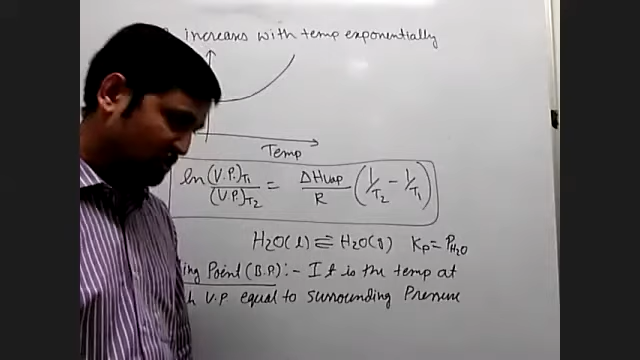 increases with temp exponentially
Temp
ln (V.P.)T1 / (V.P.)T2 = ΔHvap / R (1/T2 - 1/T1)
H2O(l) ⇌ H2O(g) Kp = PH2O
Point (B.P.) :- It is the temp at
V.P. equal to surrounding Pressure